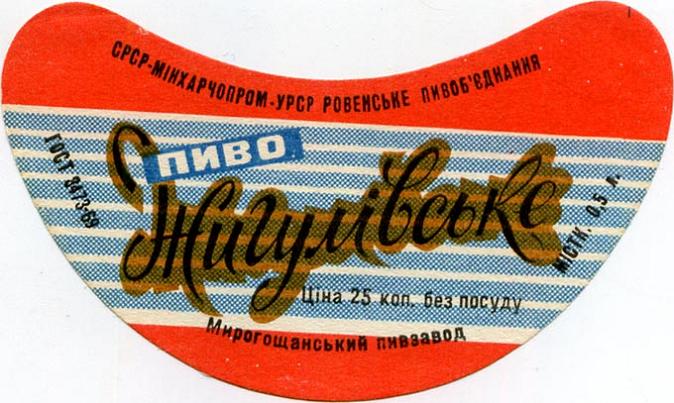 СРСР-МІНХАРЧОПРОМ-УРСР РОВЕНСЬКЕ ПИВОБ'ЄДНАННЯ
ГОСТ 3473-69
ПИВО
Жигулівське
МІСТК. 0,5 Л.
Ціна 25 коп. без посуду
Мирогощанський пивзавод